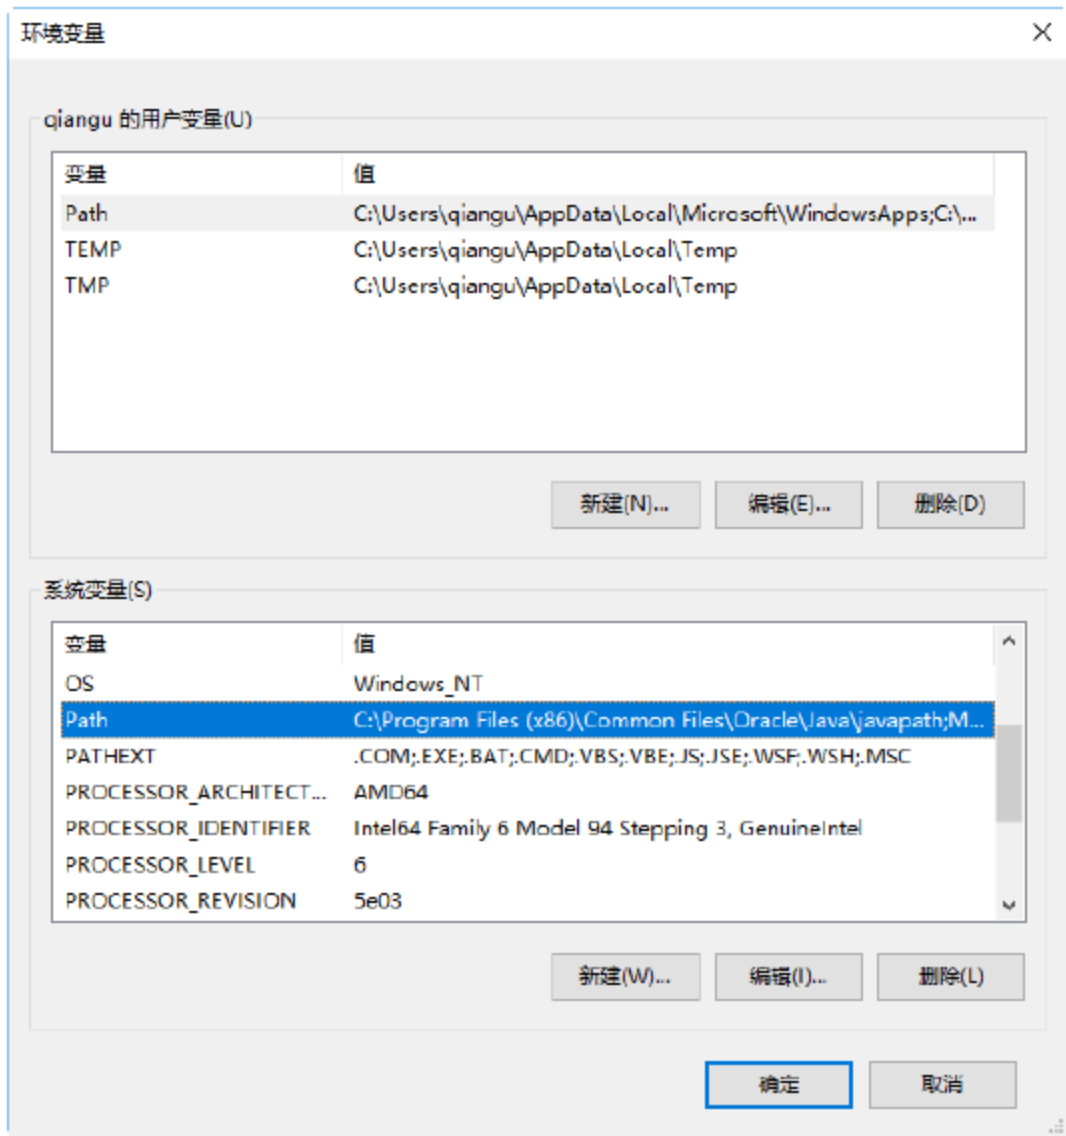 环境变量
qiangu 的用户变量(U)
变量 值
Path C:\Users\qiangu\AppData\Local\Microsoft\WindowsApps;C:\...
TEMP C:\Users\qiangu\AppData\Local\Temp
TMP C:\Users\qiangu\AppData\Local\Temp
新建(N)... 编辑(E)... 删除(D)
系统变量(S)
变量 值
OS Windows_NT
Path C:\Program Files (x86)\Common Files\Oracle\Java\javapath;M...
PATHEXT .COM;.EXE;.BAT;.CMD;.VBS;.VBE;.JS;.JSE;.WSF;.WSH;.MSC
PROCESSOR_ARCHITECT... AMD64
PROCESSOR_IDENTIFIER Intel64 Family 6 Model 94 Stepping 3, GenuineIntel
PROCESSOR_LEVEL 6
PROCESSOR_REVISION 5e03
新建(W)... 编辑(I)... 删除(L)
确定 取消